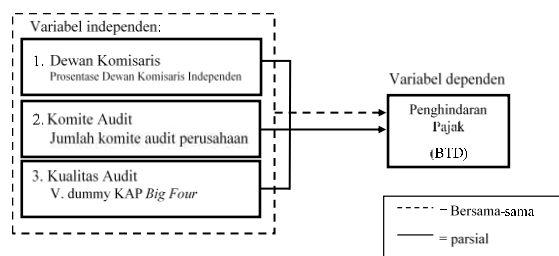 Variabel independen:
1. Dewan Komisaris
Prosentase Dewan Komisaris Independen
2. Komite Audit
Jumlah komite audit perusahaan
3. Kualitas Audit
V. dummy KAP Big Four
Variabel dependen
Penghindaran
Pajak
(BTD)
= Bersama-sama
= parsial